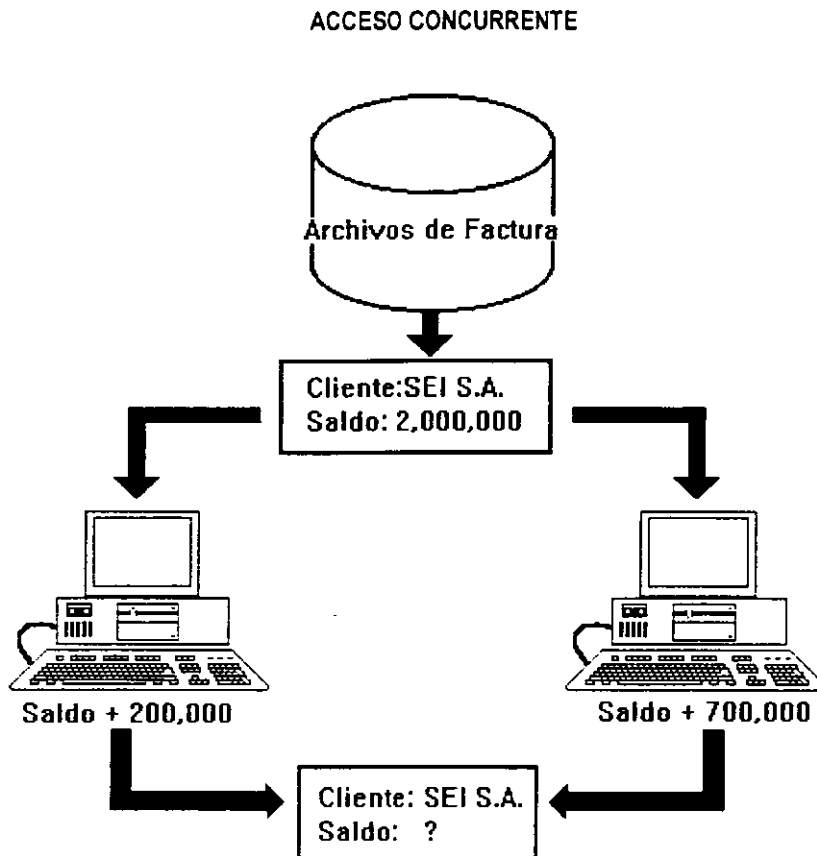 ACCESO CONCURRENTE
Archivos de Factura
Cliente:SEI S.A.
Saldo: 2,000,000
Saldo + 200,000
Saldo + 700,000
Cliente: SEI S.A.
Saldo: ?